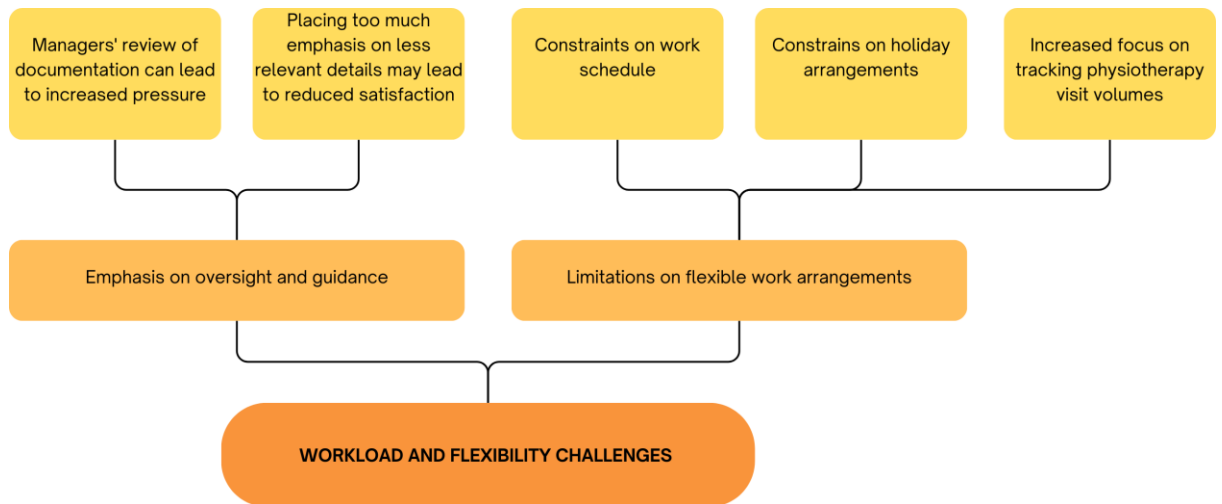 Managers' review of
documentation can lead
to increased pressure
Placing too much
emphasis on less
relevant details may lead
to reduced satisfaction
Constraints on work
schedule
Constrains on holiday
arrangements
Increased focus on
tracking physiotherapy
visit volumes
Emphasis on oversight and guidance
Limitations on flexible work arrangements
WORKLOAD AND FLEXIBILITY CHALLENGES